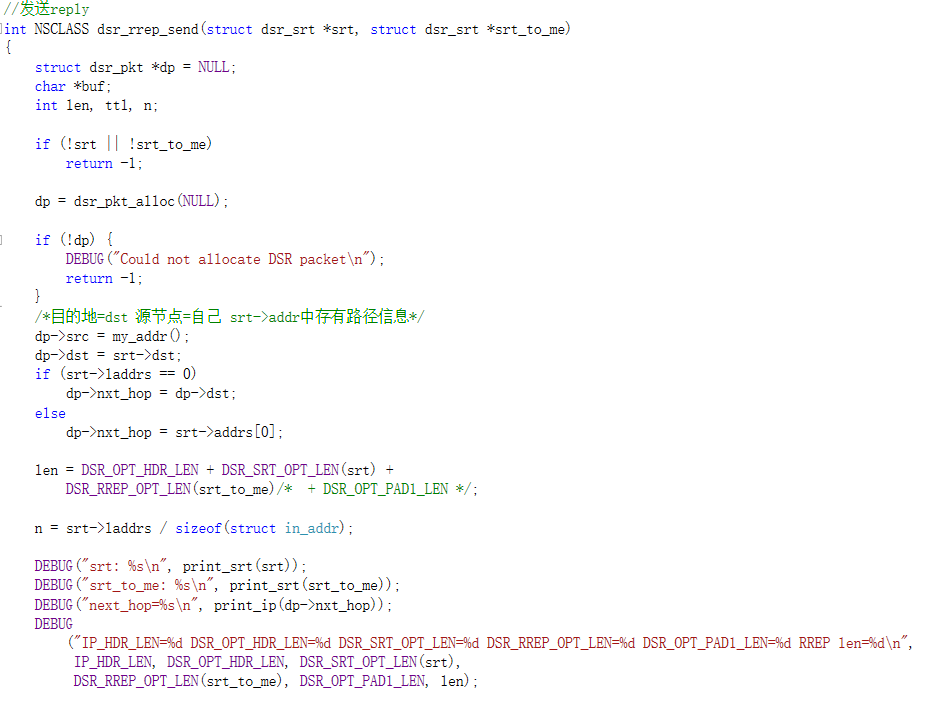 //发送reply
int NSCLASS dsr_rrep_send(struct dsr_srt *srt, struct dsr_srt *srt_to_me)
{
    struct dsr_pkt *dp = NULL;
    char *buf;
    int len, ttl, n;

    if (!srt || !srt_to_me)
        return -1;

    dp = dsr_pkt_alloc(NULL);

    if (!dp) {
        DEBUG("Could not allocate DSR packet\n");
        return -1;
    }
    /*目的地=dst 源节点=自己 srt->addr中存有路径信息*/
    dp->src = my_addr();
    dp->dst = srt->dst;
    if (srt->laddrs == 0)
        dp->nxt_hop = dp->dst;
    else
        dp->nxt_hop = srt->addrs[0];

    len = DSR_OPT_HDR_LEN + DSR_SRT_OPT_LEN(srt) +
        DSR_RREP_OPT_LEN(srt_to_me)/*  + DSR_OPT_PAD1_LEN */;

    n = srt->laddrs / sizeof(struct in_addr);

    DEBUG("srt: %s\n", print_srt(srt));
    DEBUG("srt_to_me: %s\n", print_srt(srt_to_me));
    DEBUG("next_hop=%s\n", print_ip(dp->nxt_hop));
    DEBUG
        ("IP_HDR_LEN=%d DSR_OPT_HDR_LEN=%d DSR_SRT_OPT_LEN=%d DSR_RREP_OPT_LEN=%d DSR_OPT_PAD1_LEN=%d RREP len=%d\n",
         IP_HDR_LEN, DSR_OPT_HDR_LEN, DSR_SRT_OPT_LEN(srt),
         DSR_RREP_OPT_LEN(srt_to_me), DSR_OPT_PAD1_LEN, len);